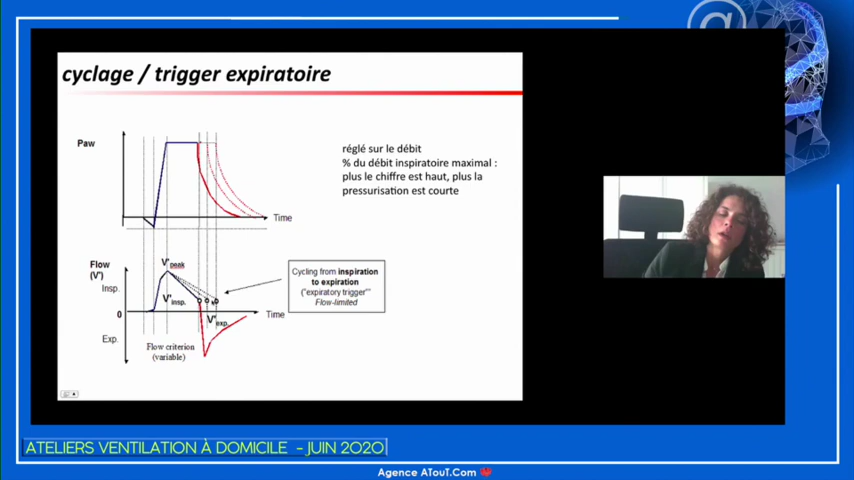 cyclage / trigger expiratoire
Paw
Time
réglé sur le débit
% du débit inspiratoire maximal :
plus le chiffre est haut, plus la
pressurisation est courte
Flow
(V')
Insp.
0
Exp.
V'peak
V'insp.
V'exp.
Time
Flow criterion
(variable)
Cycling from inspiration
to expiration
("expiratory trigger""
Flow-limited
@
ATELIERS VENTILATION À DOMICILE - JUIN 2020
Agence ATouT.Com